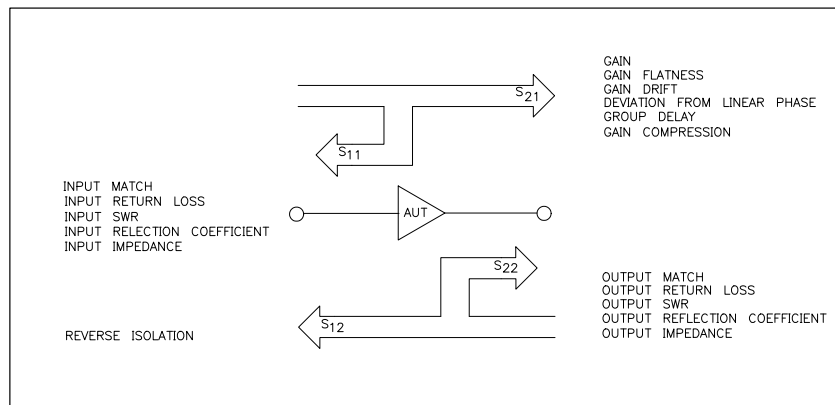 GAIN
GAIN FLATNESS
GAIN DRIFT
DEVIATION FROM LINEAR PHASE
GROUP DELAY
GAIN COMPRESSION
S21
S11
INPUT MATCH
INPUT RETURN LOSS
INPUT SWR
INPUT RELECTION COEFFICIENT
INPUT IMPEDANCE
AUT
S22
S12
OUTPUT MATCH
OUTPUT RETURN LOSS
OUTPUT SWR
OUTPUT REFLECTION COEFFICIENT
OUTPUT IMPEDANCE
REVERSE ISOLATION